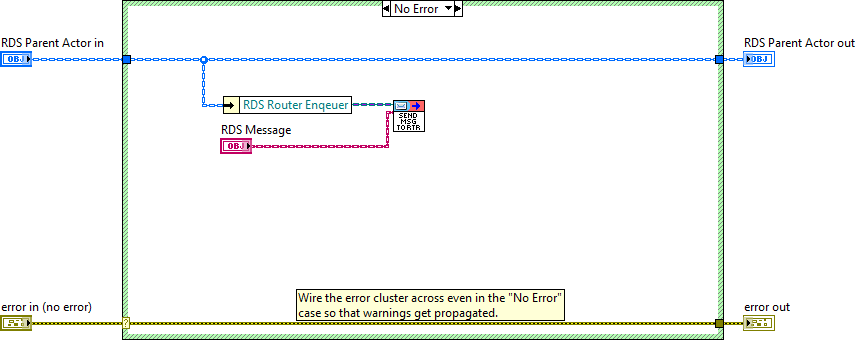 No Error
RDS Parent Actor in
RDS Parent Actor out
OBJ
OBJ
RDS Router Enqeuer
SEND
MSG
TO RTR
RDS Message
OBJ
Wire the error cluster across even in the "No Error"
case so that warnings get propagated.
error in (no error)
error out
?